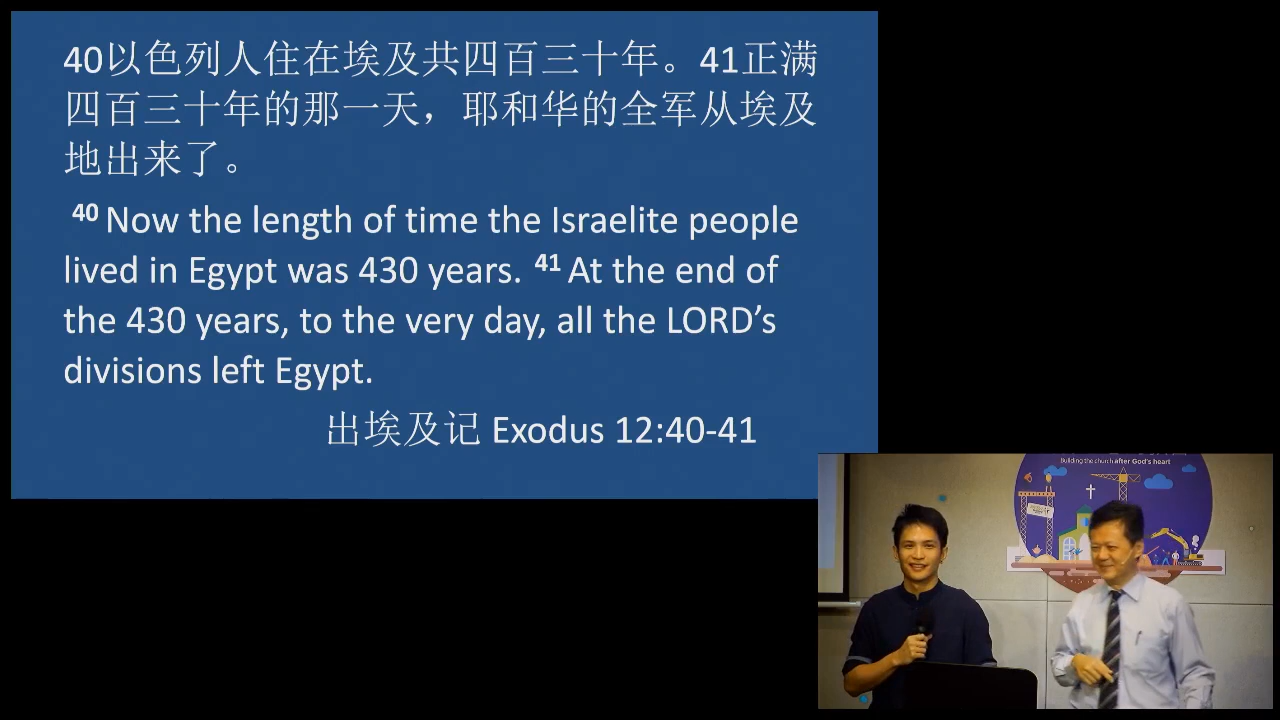 40以色列人住在埃及共四百三十年。41正满
四百三十年的那一天，耶和华的全军从埃及
地出来了。
40 Now the length of time the Israelite people
lived in Egypt was 430 years. 41 At the end of
the 430 years, to the very day, all the LORD’s
divisions left Egypt.
出埃及记 Exodus 12:40-41
Building the church after God's heart